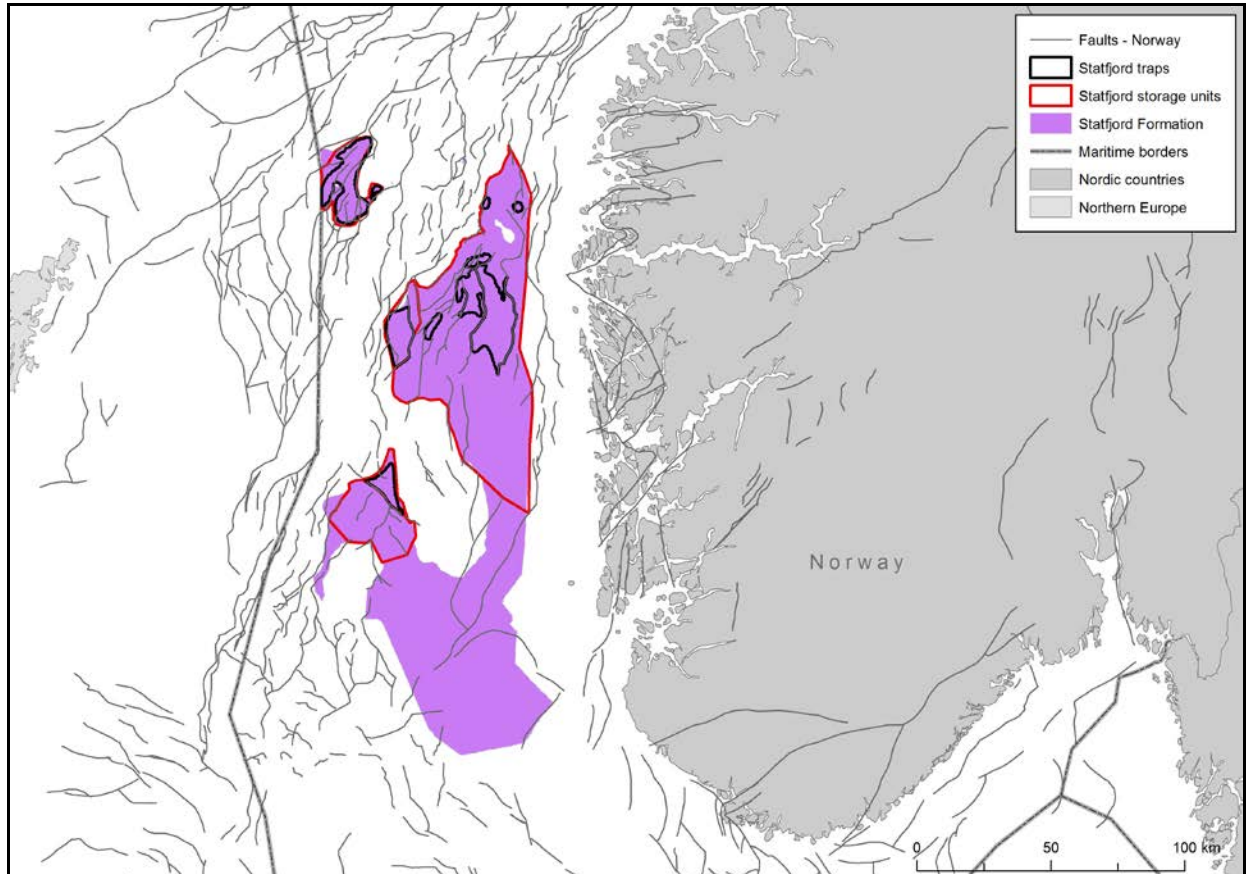 Faults - Norway
Statfjord traps
Statfjord storage units
Statfjord Formation
Maritime borders
Nordic countries
Northern Europe
Norway
0 50 100 km